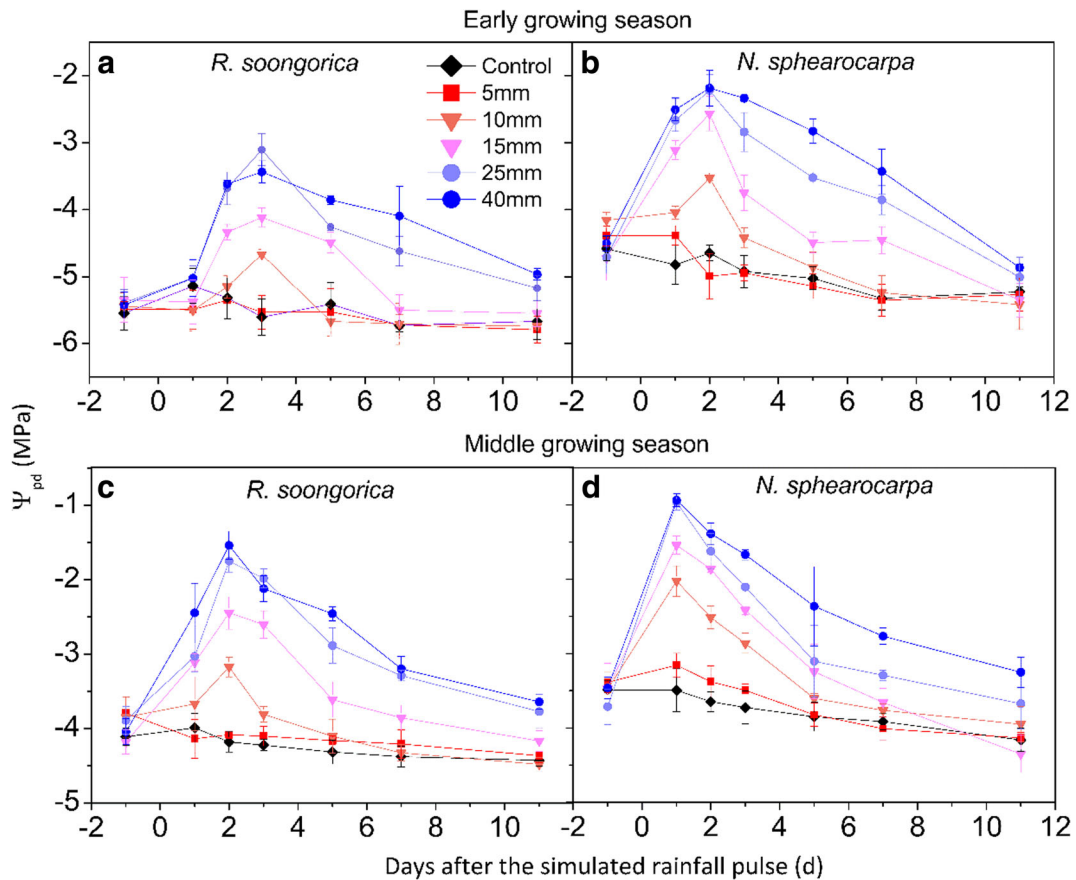 Early growing season
a
R. soongorica
Control
5mm
10mm
15mm
25mm
40mm
b
N. sphearocarpa
-2
-3
-4
-5
-6
-2 0 2 4 6 8 10
-2 0 2 4 6 8 10 12
Middle growing season
Ψpd (MPa)
c
R. soongorica
d
N. sphearocarpa
-1
-2
-3
-4
-5
-2 0 2 4 6 8 10
-2 0 2 4 6 8 10 12
Days after the simulated rainfall pulse (d)